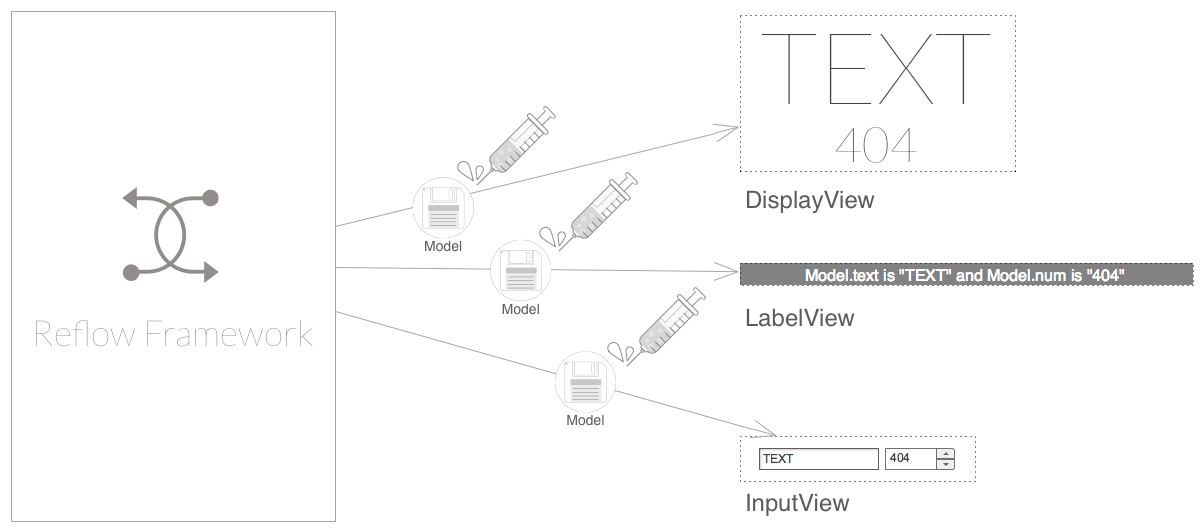 Reflow Framework
Model
Model
Model
TEXT
404
DisplayView
Model.text is "TEXT" and Model.num is "404"
LabelView
TEXT
404
InputView